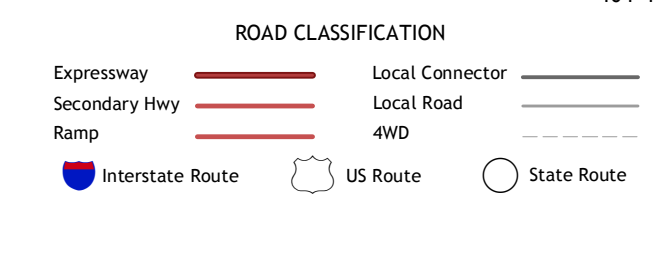 ROAD CLASSIFICATION
Expressway
Local Connector
Secondary Hwy
Local Road
Ramp
4WD
Interstate Route
US Route
State Route